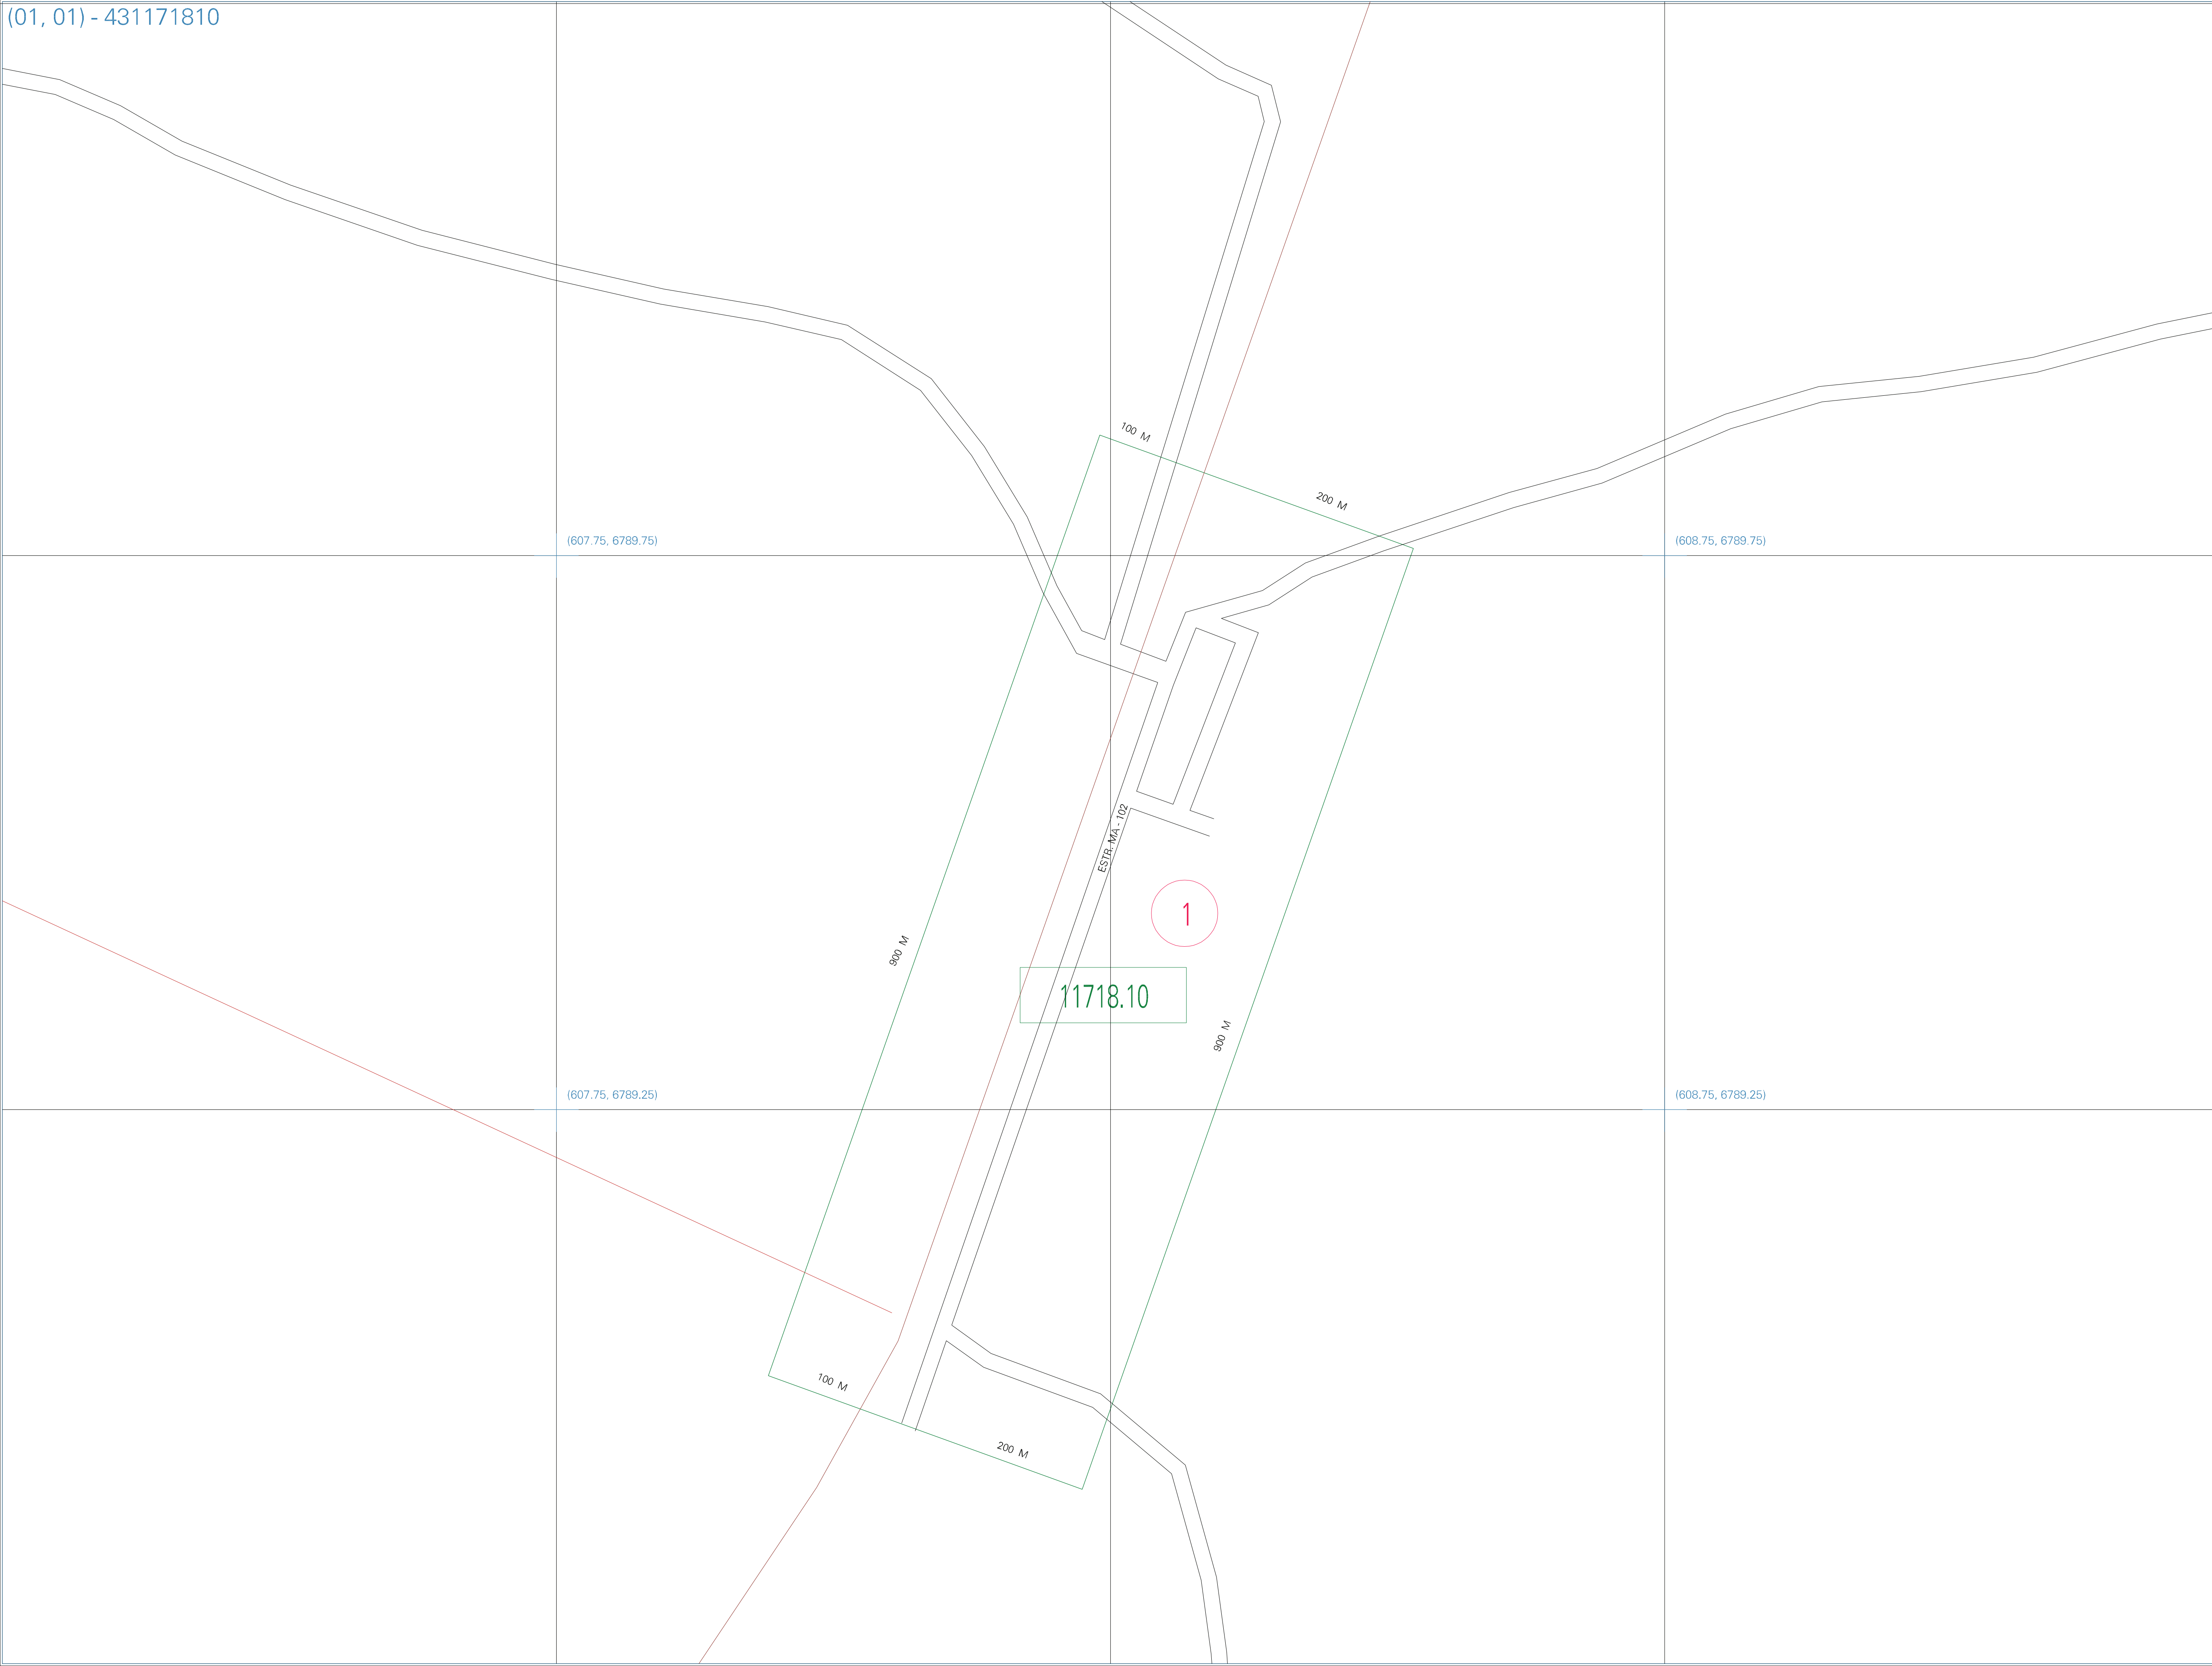 (01, 01) - 431171810
100 M
200 M
(607.75, 6789.75)
(608.75, 6789.75)
ESTR. MA - 102
1
900 M
11718.10
900 M
(607.75, 6789.25)
(608.75, 6789.25)
100 M
200 M